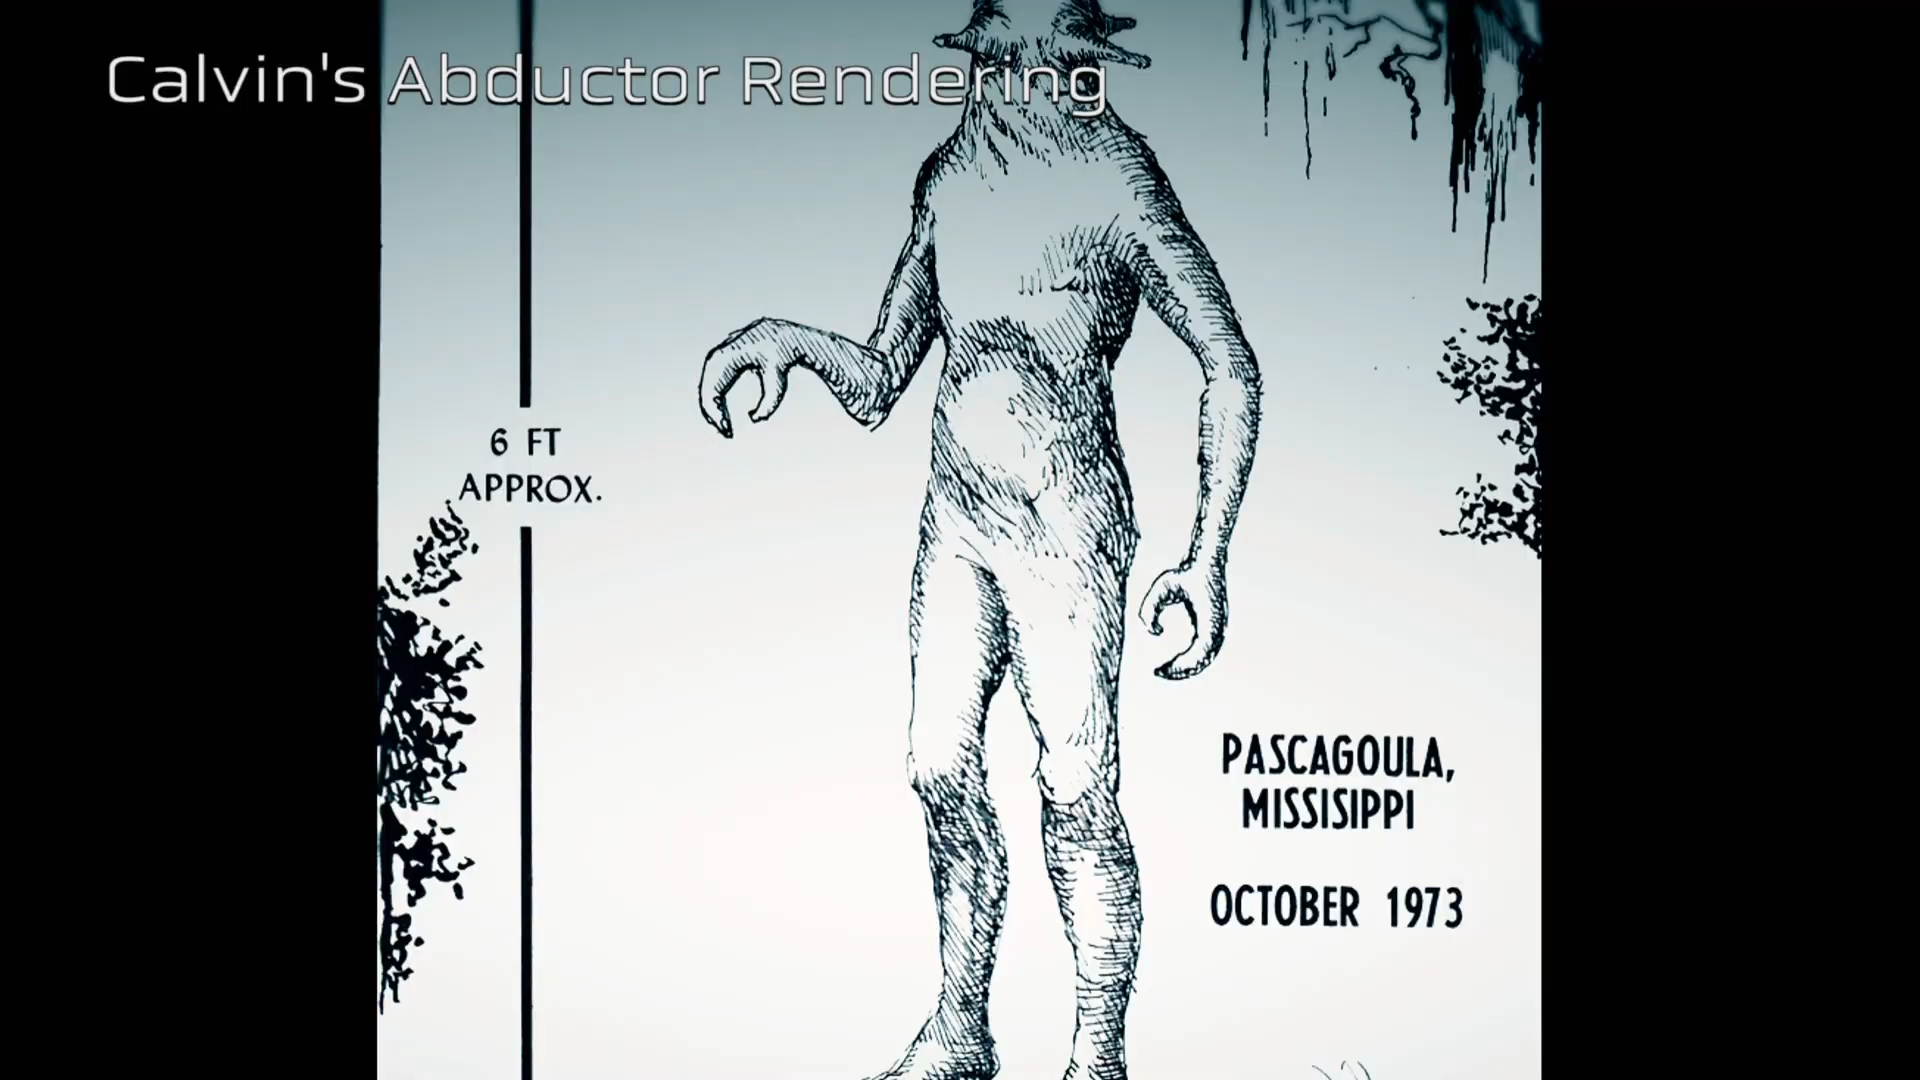 Calvin's Abductor Rendering
6 FT
APPROX.
PASCAGOULA,
MISSISIPPI
OCTOBER 1973